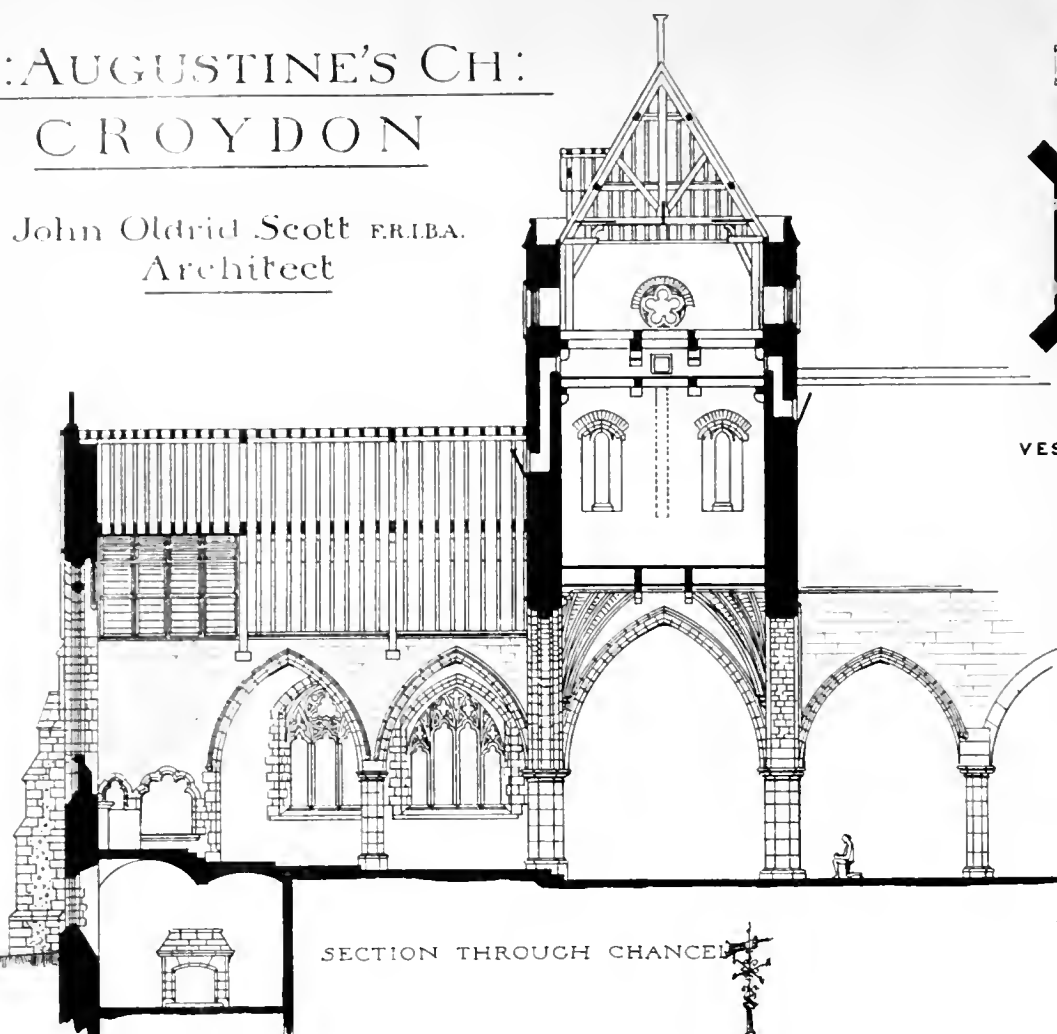 : AUGUSTINE'S CH:
CROYDON
John Oldrid Scott F.R.I.B.A.
Architect
VES
SECTION THROUGH CHANCEL